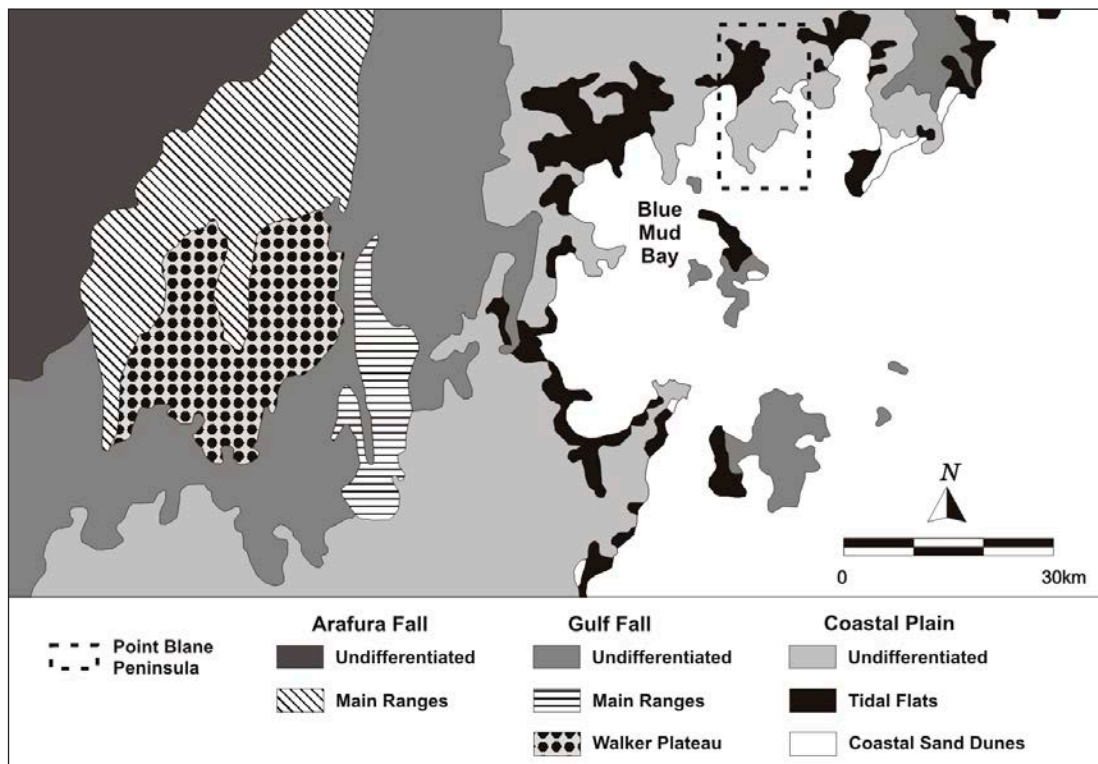 Blue
Mud
Bay
N
0 30km
Point Blane
Peninsula
Arafura Fall
Undifferentiated
Main Ranges
Gulf Fall
Undifferentiated
Main Ranges
Walker Plateau
Coastal Plain
Undifferentiated
Tidal Flats
Coastal Sand Dunes